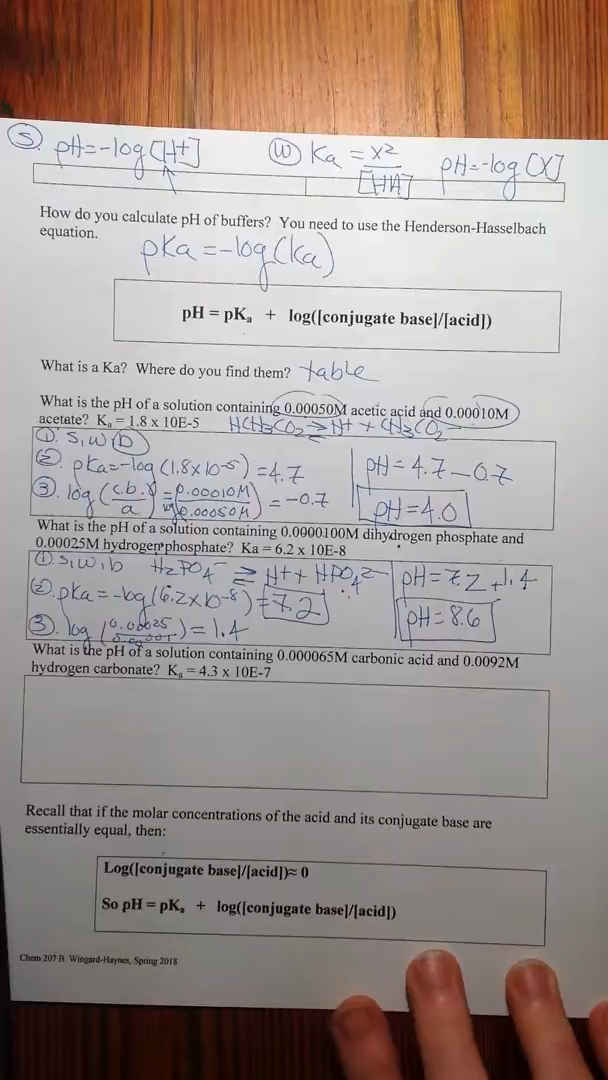 S. pH=-log[H+] W Ka = x²/[HA] pH=-log[x]
How do you calculate pH of buffers? You need to use the Henderson-Hasselbach
equation.
pKa=-log(Ka)
pH = pKₐ + log([conjugate base]/[acid])
What is a Ka? Where do you find them? table
What is the pH of a solution containing 0.00050M acetic acid and 0.00010M
acetate? Kₐ = 1.8 x 10E-5 HCH3CO2 ⇌ H+ + CH3CO2-
①. S, W, b
②. pKa=-log(1.8x10-5)=4.7
③. log(c.b./a)=(0.00010M/0.00050M)=-0.7
pH=4.7-0.7
pH=4.0
What is the pH of a solution containing 0.0000100M dihydrogen phosphate and
0.00025M hydrogen phosphate? Ka = 6.2 x 10E-8
①. S, W, b H2PO4- ⇌ H+ + HPO4 2-
②. pKa=-log(6.2x10-8)=7.2
③. log(0.00025/0.00001)=1.4
pH=7.2+1.4
pH=8.6
What is the pH of a solution containing 0.000065M carbonic acid and 0.0092M
hydrogen carbonate? Kₐ = 4.3 x 10E-7
Recall that if the molar concentrations of the acid and its conjugate base are
essentially equal, then:
Log([conjugate base]/[acid])≈ 0
So pH = pKₐ + log([conjugate base]/[acid])
Chem 207 B. Wingard-Haynes, Spring 2018